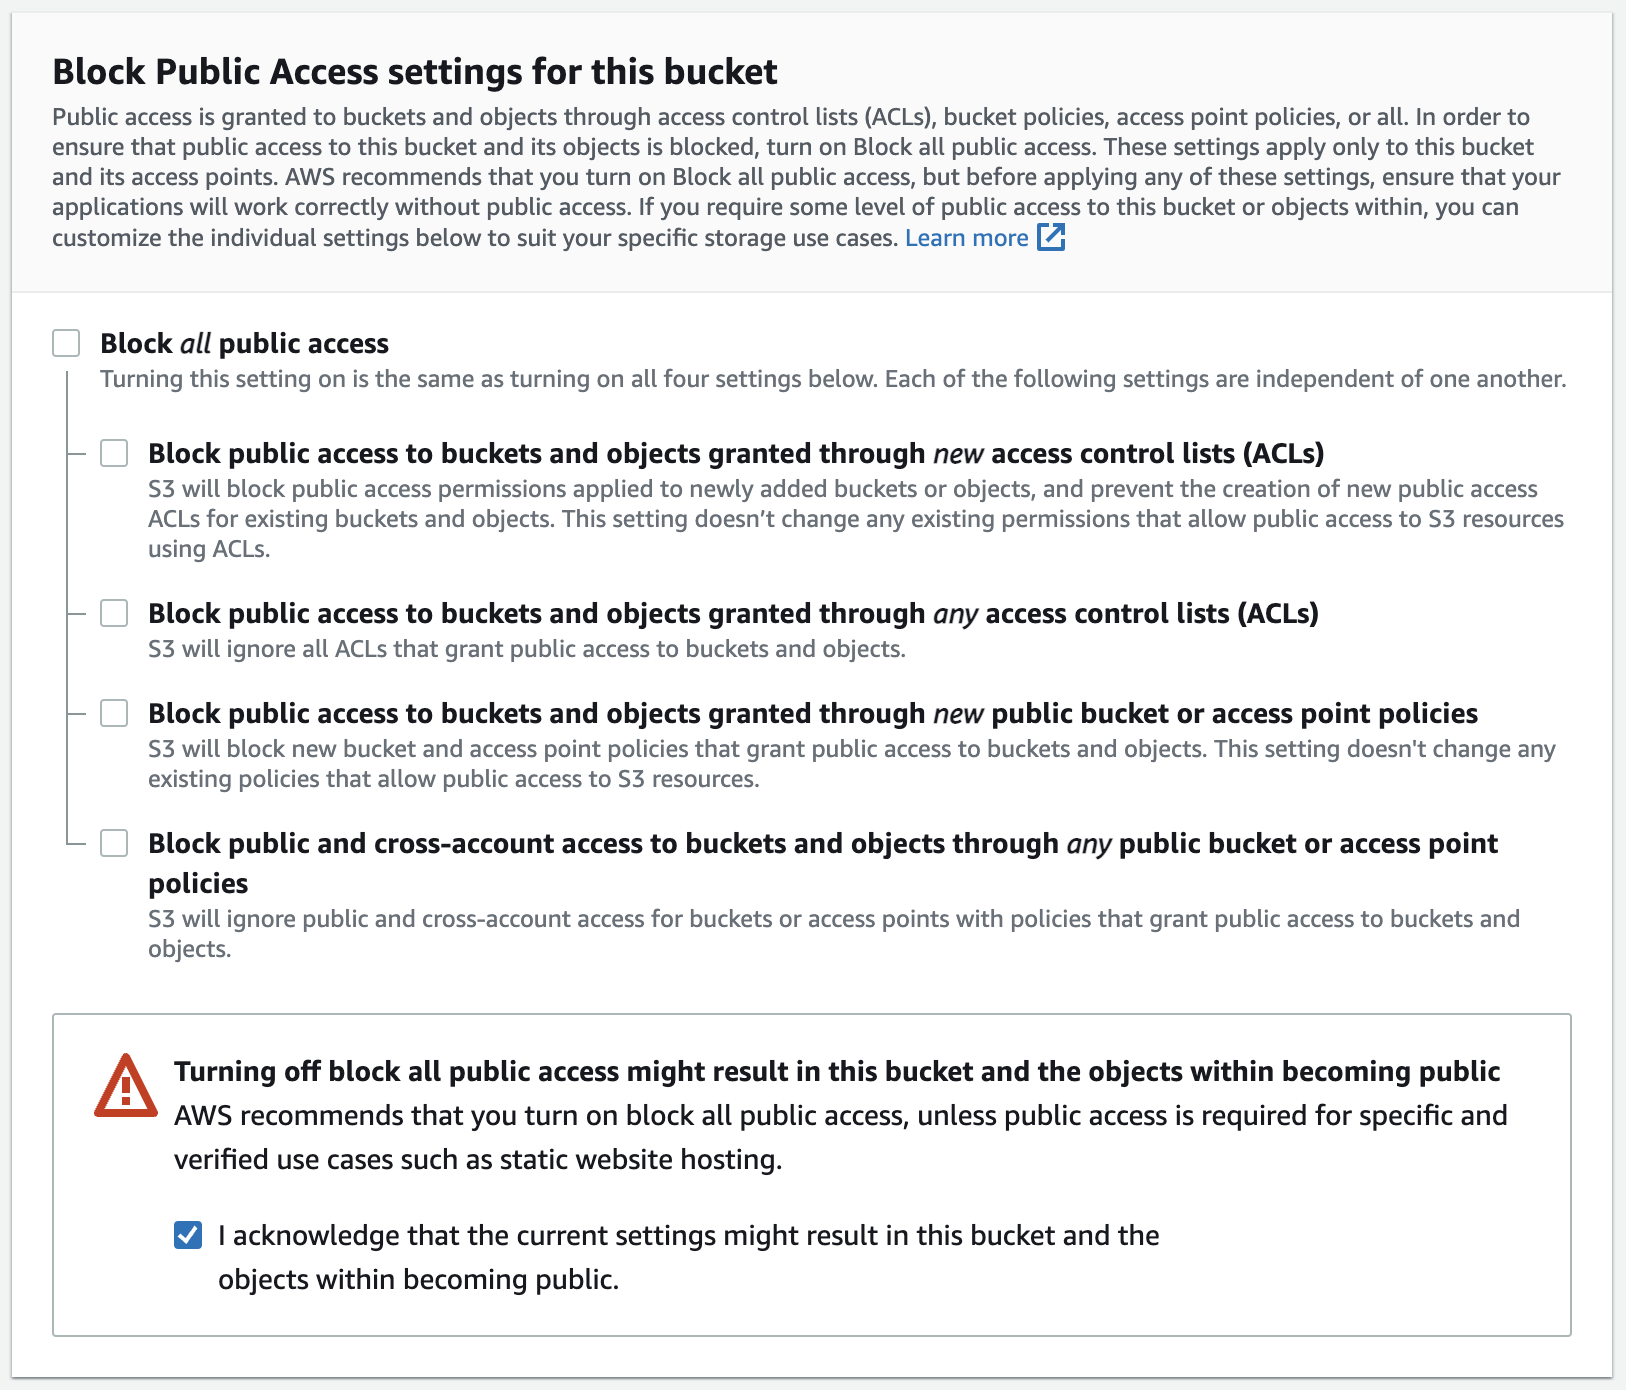 Block Public Access settings for this bucket
Public access is granted to buckets and objects through access control lists (ACLs), bucket policies, access point policies, or all. In order to
ensure that public access to this bucket and its objects is blocked, turn on Block all public access. These settings apply only to this bucket
and its access points. AWS recommends that you turn on Block all public access, but before applying any of these settings, ensure that your
applications will work correctly without public access. If you require some level of public access to this bucket or objects within, you can
customize the individual settings below to suit your specific storage use cases. Learn more
Block all public access
Turning this setting on is the same as turning on all four settings below. Each of the following settings are independent of one another.
Block public access to buckets and objects granted through new access control lists (ACLs)
S3 will block public access permissions applied to newly added buckets or objects, and prevent the creation of new public access
ACLs for existing buckets and objects. This setting doesn’t change any existing permissions that allow public access to S3 resources
using ACLs.
Block public access to buckets and objects granted through any access control lists (ACLs)
S3 will ignore all ACLs that grant public access to buckets and objects.
Block public access to buckets and objects granted through new public bucket or access point policies
S3 will block new bucket and access point policies that grant public access to buckets and objects. This setting doesn't change any
existing policies that allow public access to S3 resources.
Block public and cross-account access to buckets and objects through any public bucket or access point
policies
S3 will ignore public and cross-account access for buckets or access points with policies that grant public access to buckets and
objects.
Turning off block all public access might result in this bucket and the objects within becoming public
AWS recommends that you turn on block all public access, unless public access is required for specific and
verified use cases such as static website hosting.
I acknowledge that the current settings might result in this bucket and the
objects within becoming public.